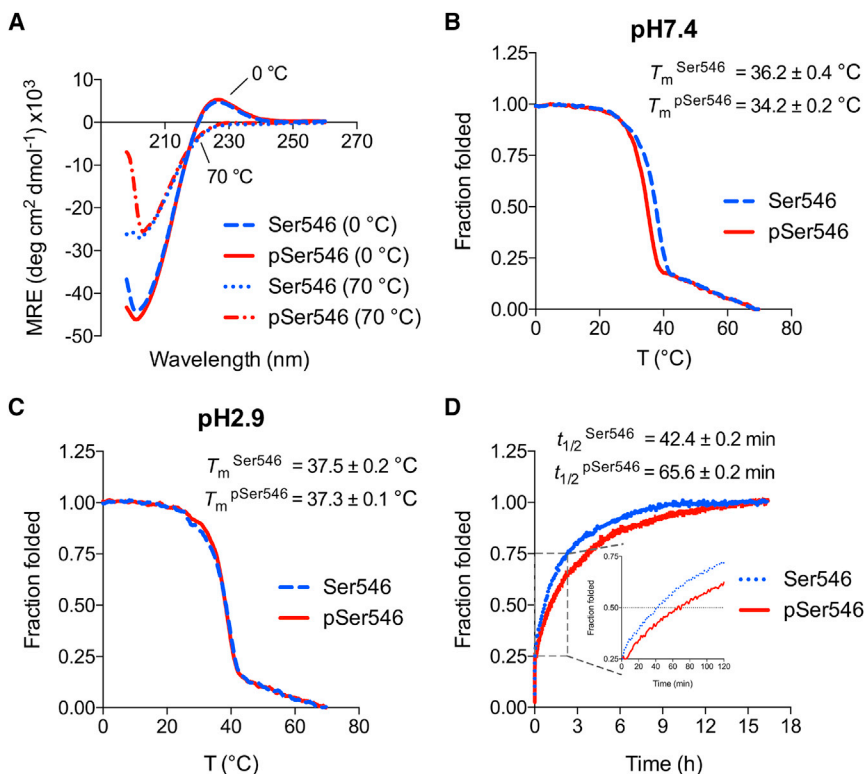 A
MRE (deg cm² dmol⁻¹) x10³
10
0
-10
-20
-30
-40
-50
210
230
250
270
0 °C
70 °C
Ser546 (0 °C)
pSer546 (0 °C)
Ser546 (70 °C)
pSer546 (70 °C)
Wavelength (nm)
B
pH7.4
Fraction folded
1.25
1.00
0.75
0.50
0.25
0.00
Tm Ser546 = 36.2 ± 0.4 °C
Tm pSer546 = 34.2 ± 0.2 °C
Ser546
pSer546
0
20
40
60
80
T (°C)
C
pH2.9
Fraction folded
1.25
1.00
0.75
0.50
0.25
0.00
Tm Ser546 = 37.5 ± 0.2 °C
Tm pSer546 = 37.3 ± 0.1 °C
Ser546
pSer546
0
20
40
60
80
T (°C)
D
Fraction folded
1.25
1.00
0.75
0.50
0.25
0.00
t1/2 Ser546 = 42.4 ± 0.2 min
t1/2 pSer546 = 65.6 ± 0.2 min
Fraction folded
0.75
0.50
0.25
0
20
40
60
80
100
120
Time (min)
Ser546
pSer546
0
3
6
9
12
15
18
Time (h)